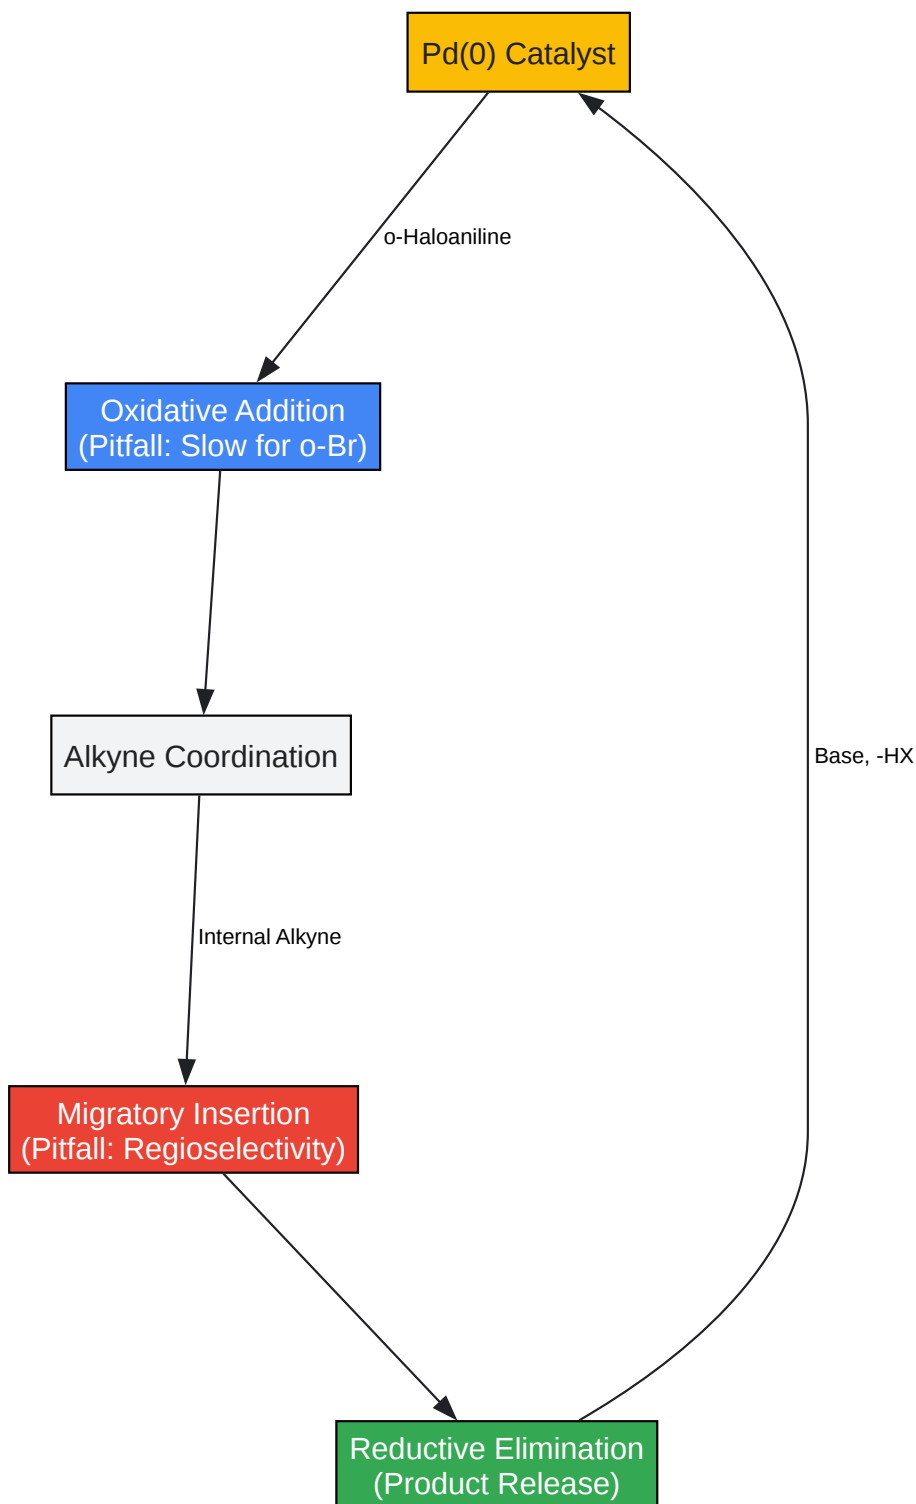 Pd(0) Catalyst
o-Haloaniline
Oxidative Addition
(Pitfall: Slow for o-Br)
Alkyne Coordination
Base, -HX
Internal Alkyne
Migratory Insertion
(Pitfall: Regioselectivity)
Reductive Elimination
(Product Release)